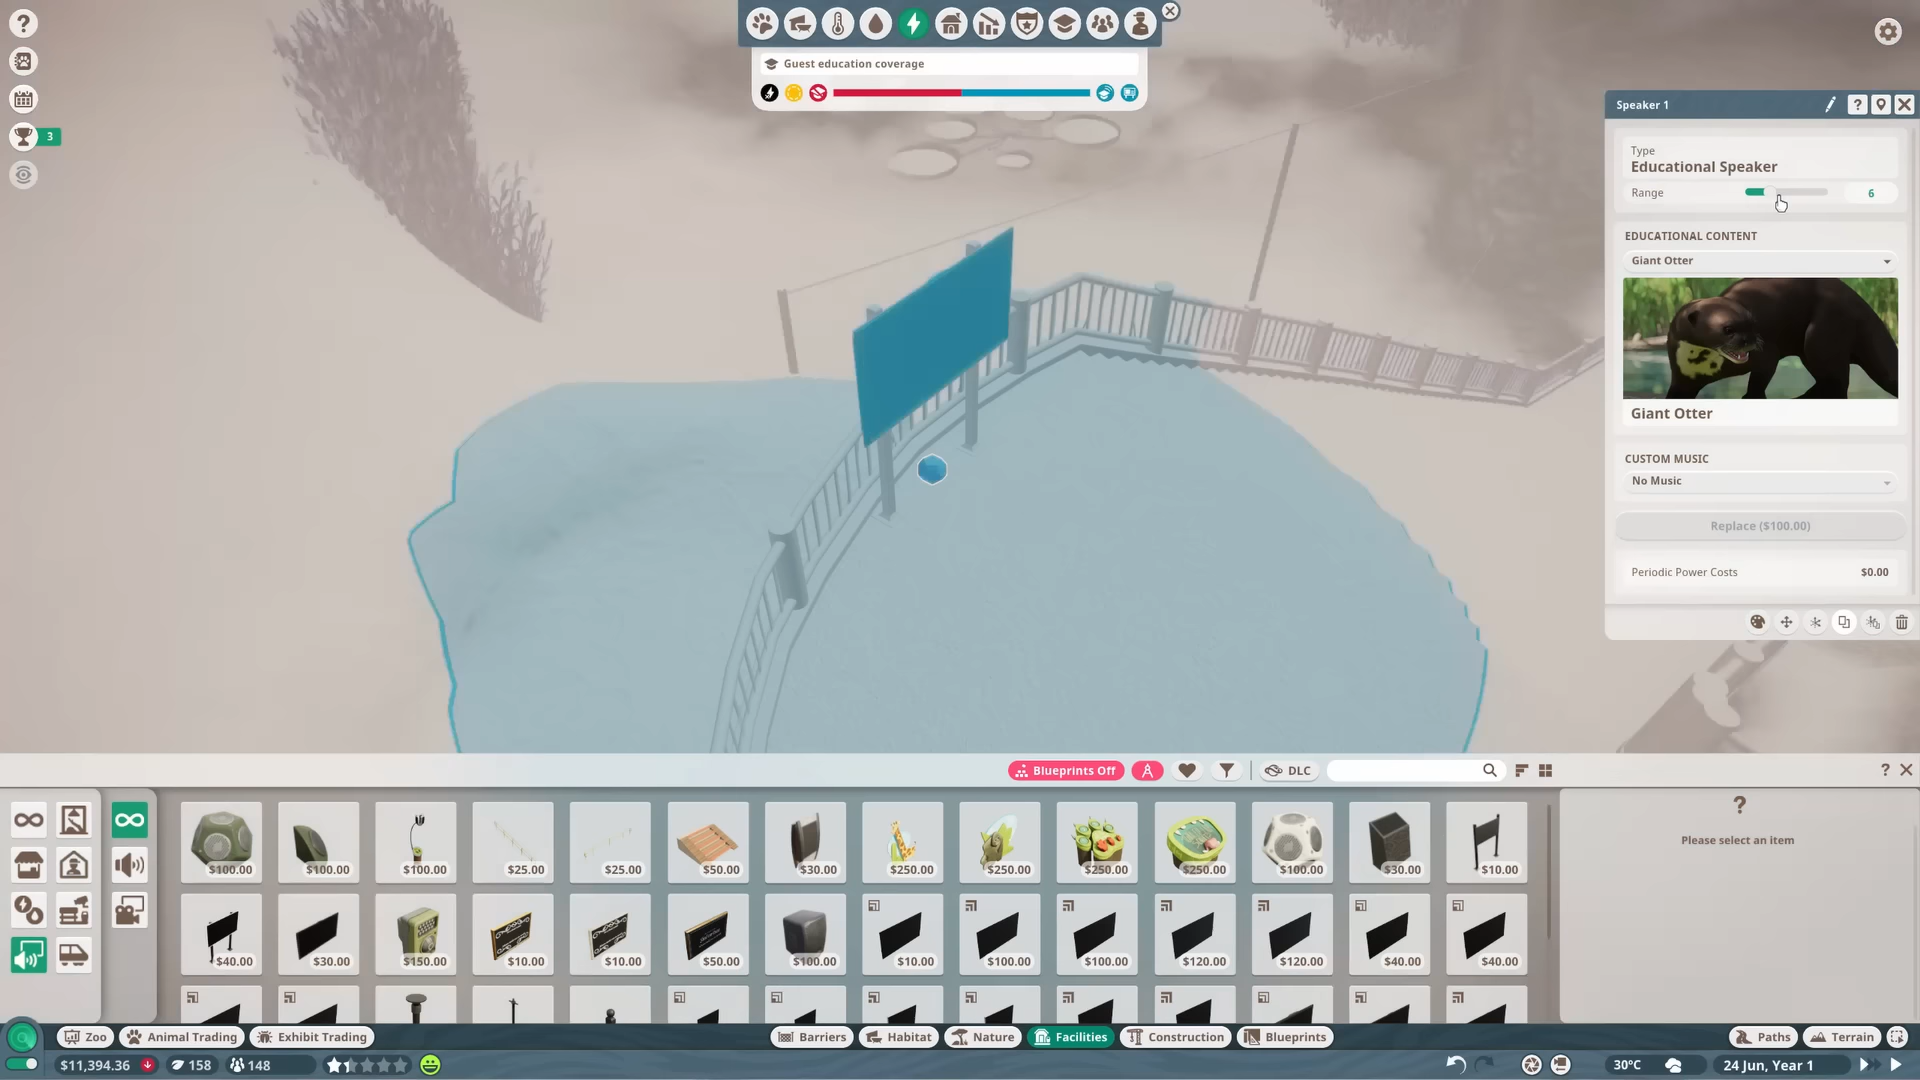 Guest education coverage
3
Speaker 1
?
Type
Educational Speaker
Range
6
EDUCATIONAL CONTENT
Giant Otter
Giant Otter
CUSTOM MUSIC
No Music
Replace ($100.00)
Periodic Power Costs
$0.00
Blueprints Off
DLC
?
$100.00 $100.00 $100.00 $25.00 $25.00 $50.00 $30.00 $250.00 $250.00 $250.00 $250.00 $100.00 $30.00 $10.00
$40.00 $30.00 $150.00 $10.00 $10.00 $50.00 $100.00 $10.00 $100.00 $100.00 $120.00 $120.00 $40.00 $40.00
?
Please select an item
Zoo Animal Trading Exhibit Trading
Barriers Habitat Nature Facilities Construction Blueprints
Paths Terrain
$11,394.36 158 148
30°C 24 Jun, Year 1